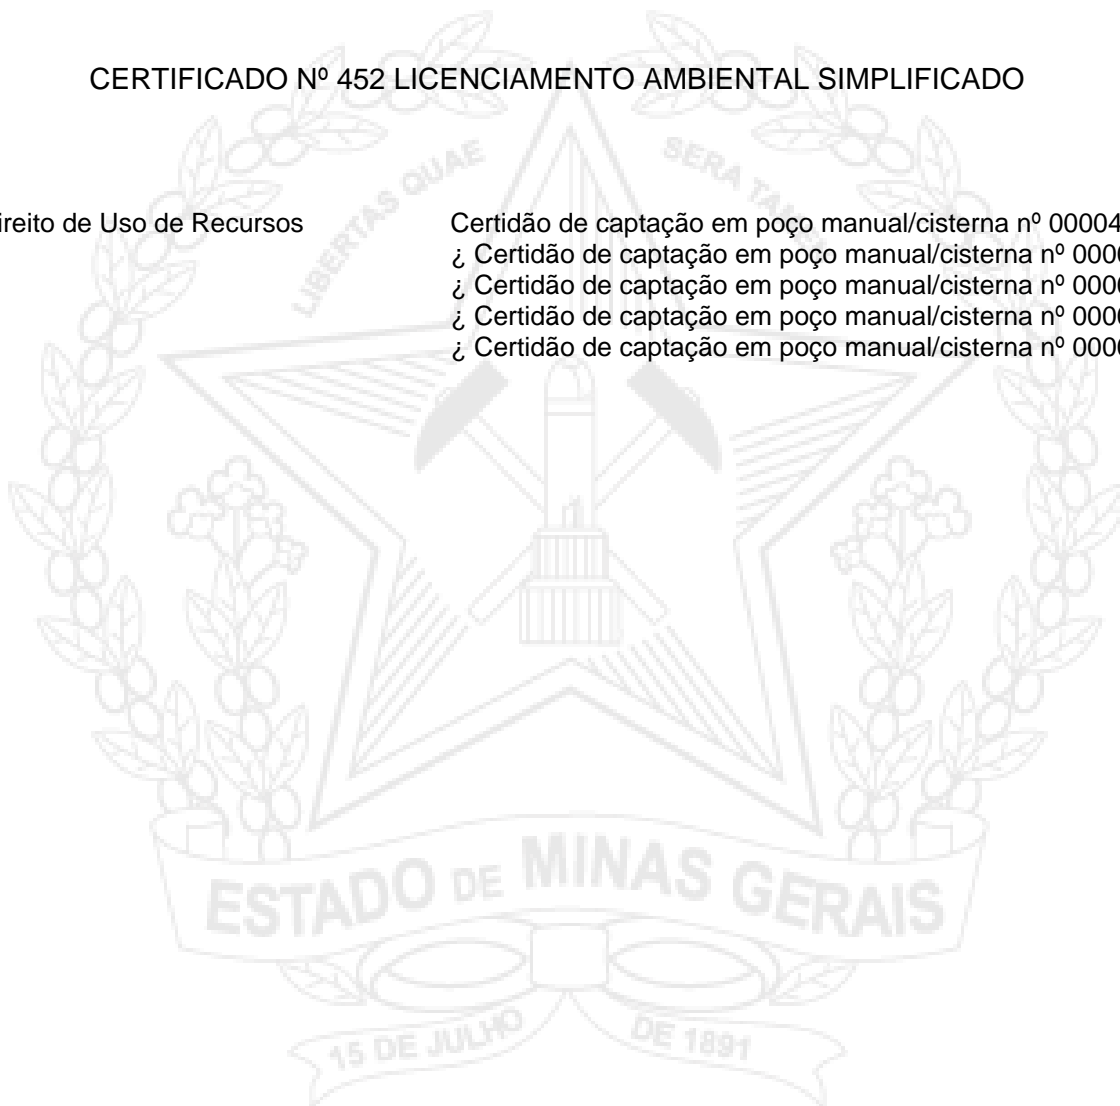 CERTIFICADO Nº 452 LICENCIAMENTO AMBIENTAL SIMPLIFICADO
LIBERTAS QUAE SERA TAMEN
ireito de Uso de Recursos Certidão de captação em poço manual/cisterna nº 00004
¿ Certidão de captação em poço manual/cisterna nº 0000
¿ Certidão de captação em poço manual/cisterna nº 0000
¿ Certidão de captação em poço manual/cisterna nº 0000
¿ Certidão de captação em poço manual/cisterna nº 0000
ESTADO DE MINAS GERAIS
15 DE JULHO DE 1891